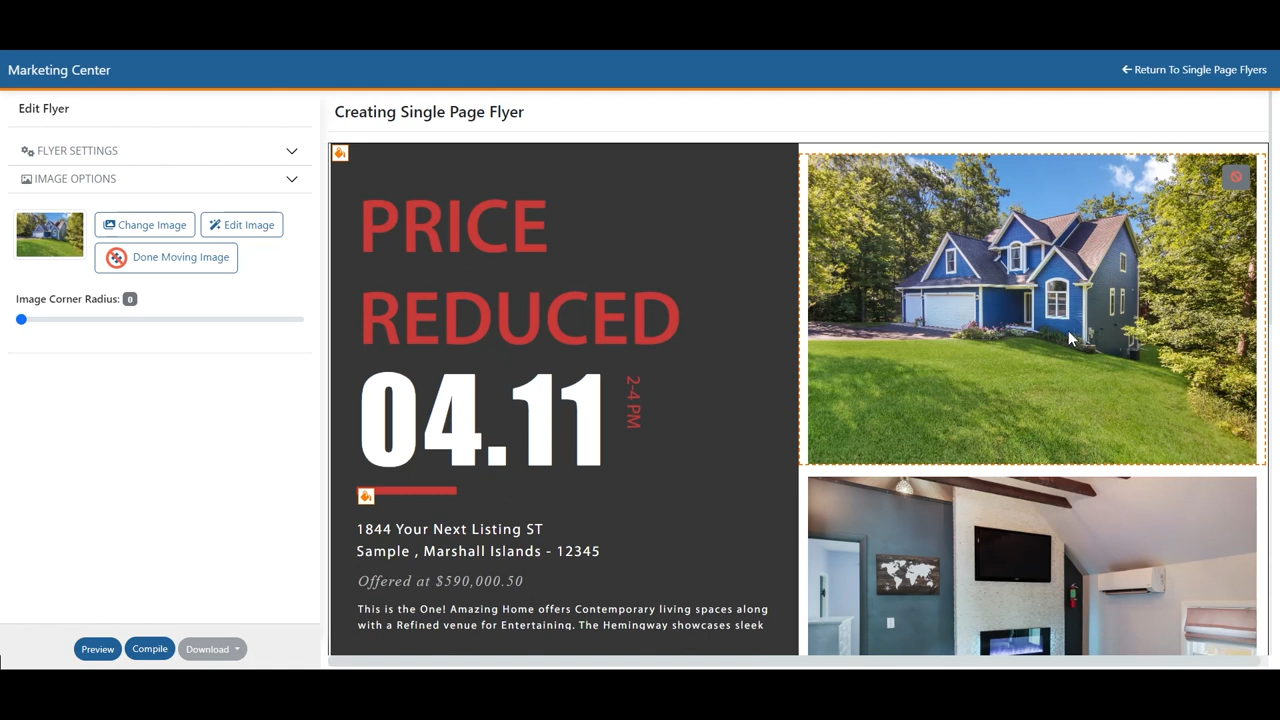 Marketing Center
Return To Single Page Flyers
Edit Flyer
Creating Single Page Flyer
FLYER SETTINGS
IMAGE OPTIONS
Change Image
Edit Image
Done Moving Image
Image Corner Radius: 0
PRICE
REDUCED
04.11
2-4 PM
1844 Your Next Listing ST
Sample , Marshall Islands - 12345
Offered at $590,000.50
This is the One! Amazing Home offers Contemporary living spaces along
with a Refined venue for Entertaining. The Hemingway showcases sleek
Preview
Compile
Download